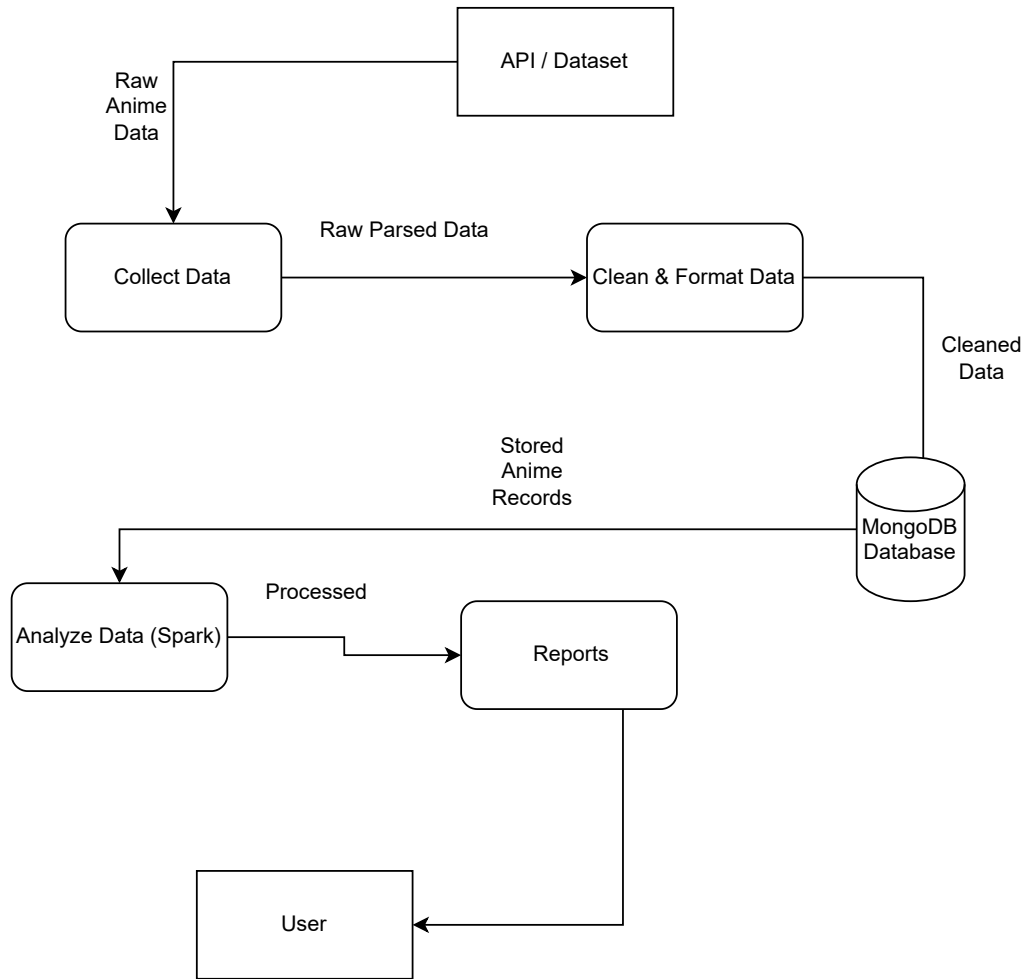 API / Dataset
Raw
Anime
Data
Collect Data
Raw Parsed Data
Clean & Format Data
Cleaned
Data
Stored
Anime
Records
MongoDB
Database
Analyze Data (Spark)
Processed
Reports
User